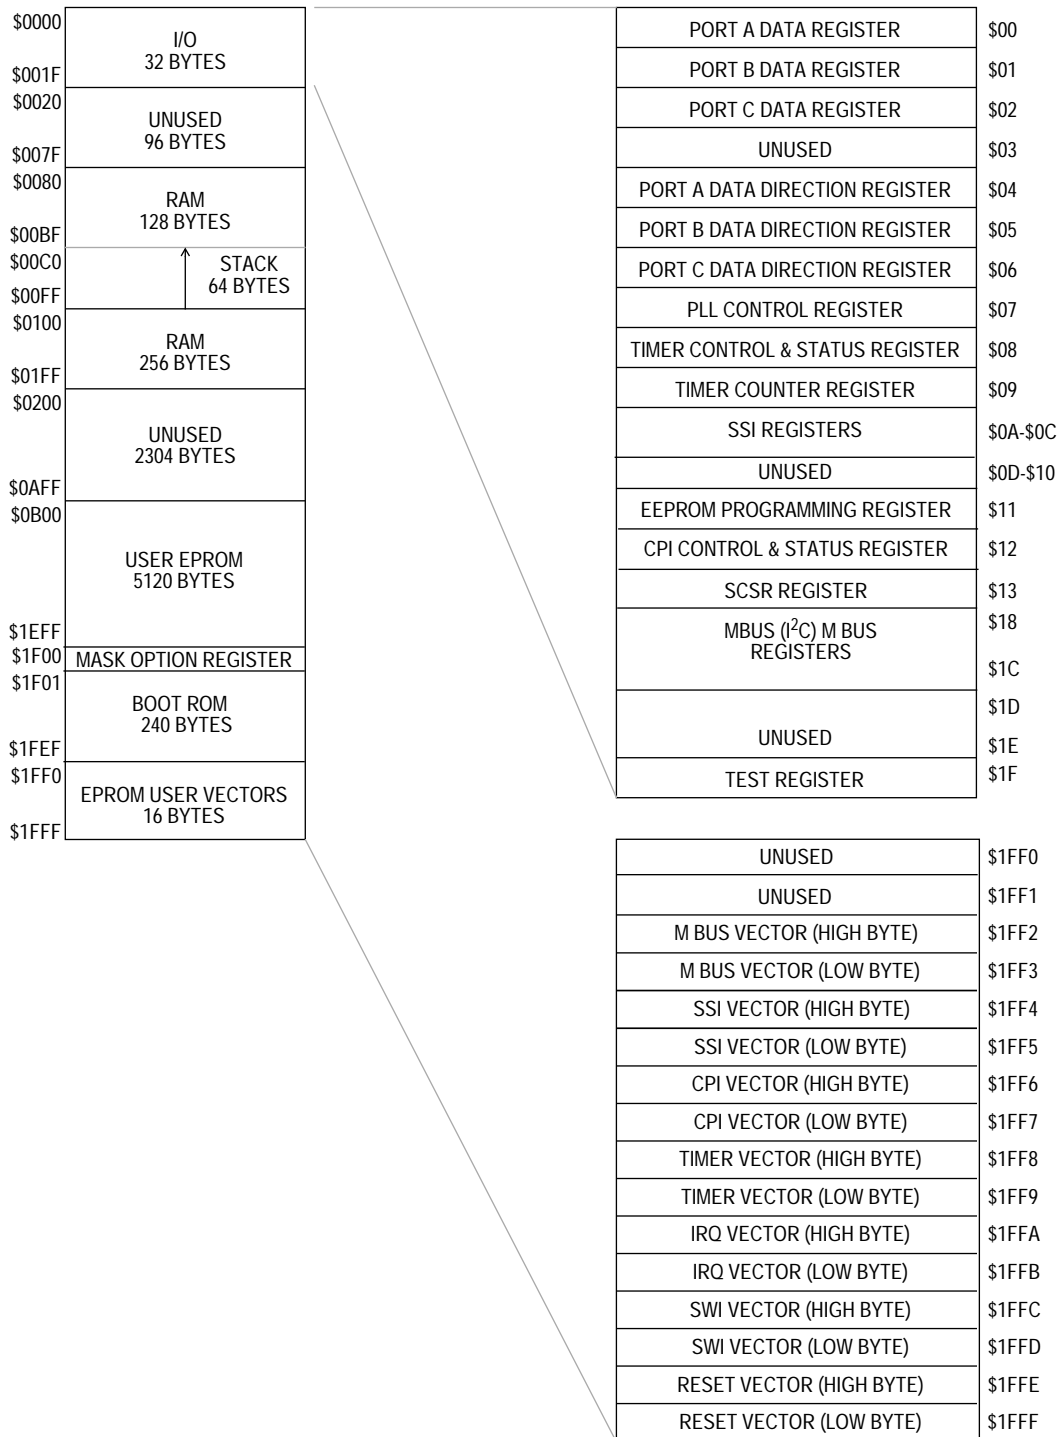 $0000
I/O
32 BYTES
$001F
$0020
UNUSED
96 BYTES
$007F
$0080
RAM
128 BYTES
$00BF
$00C0
STACK
64 BYTES
$00FF
$0100
RAM
256 BYTES
$01FF
$0200
UNUSED
2304 BYTES
$0AFF
$0B00
USER EPROM
5120 BYTES
$1EFF
$1F00 MASK OPTION REGISTER
$1F01
BOOT ROM
240 BYTES
$1FEF
$1FF0
EPROM USER VECTORS
16 BYTES
$1FFF
PORT A DATA REGISTER $00
PORT B DATA REGISTER $01
PORT C DATA REGISTER $02
UNUSED $03
PORT A DATA DIRECTION REGISTER $04
PORT B DATA DIRECTION REGISTER $05
PORT C DATA DIRECTION REGISTER $06
PLL CONTROL REGISTER $07
TIMER CONTROL & STATUS REGISTER $08
TIMER COUNTER REGISTER $09
SSI REGISTERS $0A-$0C
UNUSED $0D-$10
EEPROM PROGRAMMING REGISTER $11
CPI CONTROL & STATUS REGISTER $12
SCSR REGISTER $13
$18
MBUS (I²C) M BUS
REGISTERS
$1C
$1D
UNUSED $1E
TEST REGISTER $1F
UNUSED $1FF0
UNUSED $1FF1
M BUS VECTOR (HIGH BYTE) $1FF2
M BUS VECTOR (LOW BYTE) $1FF3
SSI VECTOR (HIGH BYTE) $1FF4
SSI VECTOR (LOW BYTE) $1FF5
CPI VECTOR (HIGH BYTE) $1FF6
CPI VECTOR (LOW BYTE) $1FF7
TIMER VECTOR (HIGH BYTE) $1FF8
TIMER VECTOR (LOW BYTE) $1FF9
IRQ VECTOR (HIGH BYTE) $1FFA
IRQ VECTOR (LOW BYTE) $1FFB
SWI VECTOR (HIGH BYTE) $1FFC
SWI VECTOR (LOW BYTE) $1FFD
RESET VECTOR (HIGH BYTE) $1FFE
RESET VECTOR (LOW BYTE) $1FFF